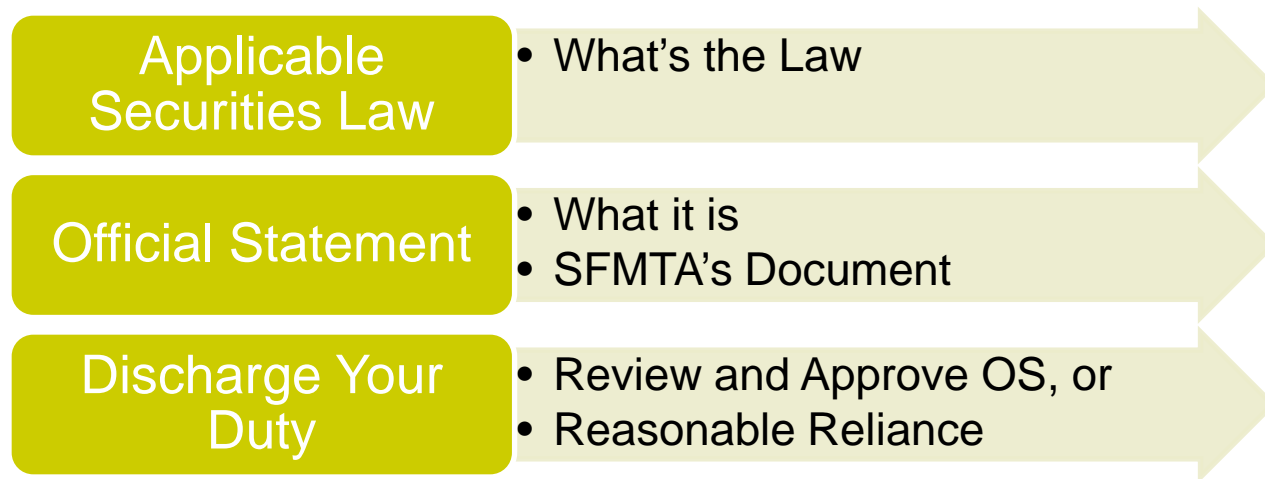 Applicable
Securities Law
• What’s the Law
Official Statement
• What it is
• SFMTA’s Document
Discharge Your
Duty
• Review and Approve OS, or
• Reasonable Reliance